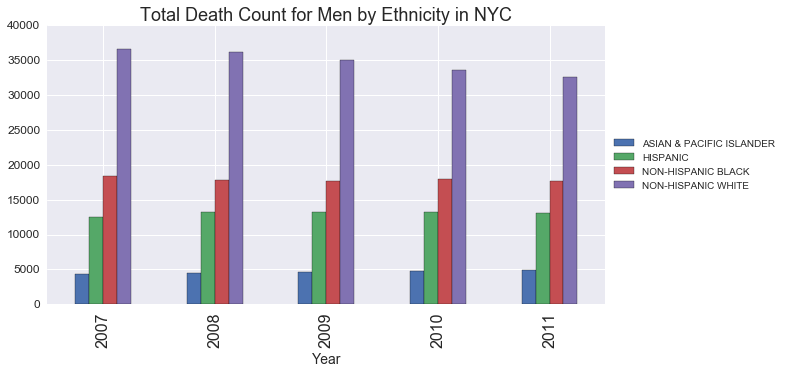 Total Death Count for Men by Ethnicity in NYC
40000
35000
30000
25000
20000
15000
10000
5000
0
2007
2008
2009
2010
2011
Year
ASIAN & PACIFIC ISLANDER
HISPANIC
NON-HISPANIC BLACK
NON-HISPANIC WHITE